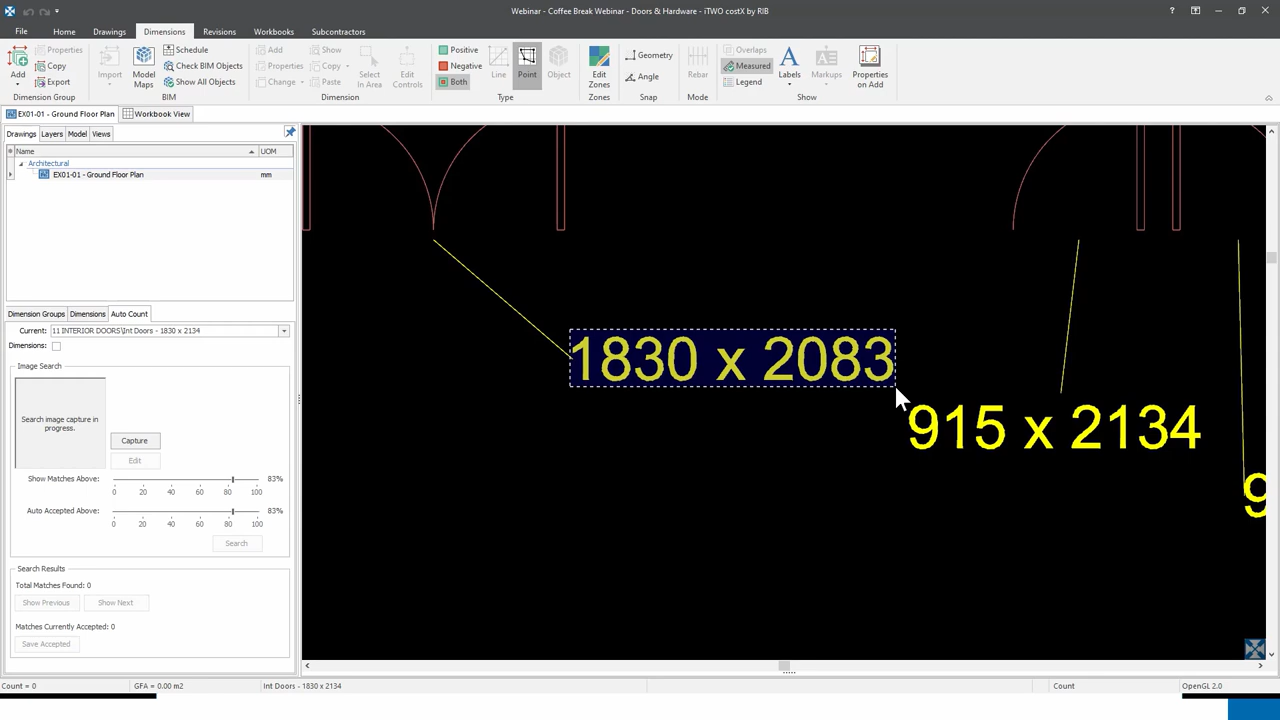 Webinar - Coffee Break Webinar - Doors & Hardware - iTWO costX by RIB
File Home Drawings Dimensions Revisions Workbooks Subcontractors
Add Properties Copy Export
Dimension Group
Import Model Maps Schedule Check BIM Objects Show All Objects
BIM
Add Properties Change Show Copy Paste Select In Area Edit Controls
Dimension
Positive Negative Both Line Point Object
Type
Edit Zones
Zones
Geometry Angle
Snap
Rebar
Mode
Overlaps Measured Legend Labels Markups Properties on Add
Show
EX01-01 - Ground Floor Plan Workbook View
Drawings Layers Model Views
Name UOM
Architectural
EX01-01 - Ground Floor Plan mm
Dimension Groups Dimensions Auto Count
Current: 11 INTERIOR DOORS\Int Doors - 1830 x 2134
Dimensions:
Image Search
Search image capture in progress.
Capture
Edit
Show Matches Above: 83%
0 20 40 60 80 100
Auto Accepted Above: 83%
0 20 40 60 80 100
Search
Search Results
Total Matches Found: 0
Show Previous Show Next
Matches Currently Accepted: 0
Save Accepted
1830 x 2083
915 x 2134
9
Count = 0 GFA = 0.00 m2 Int Doors - 1830 x 2134 Count OpenGL 2.0